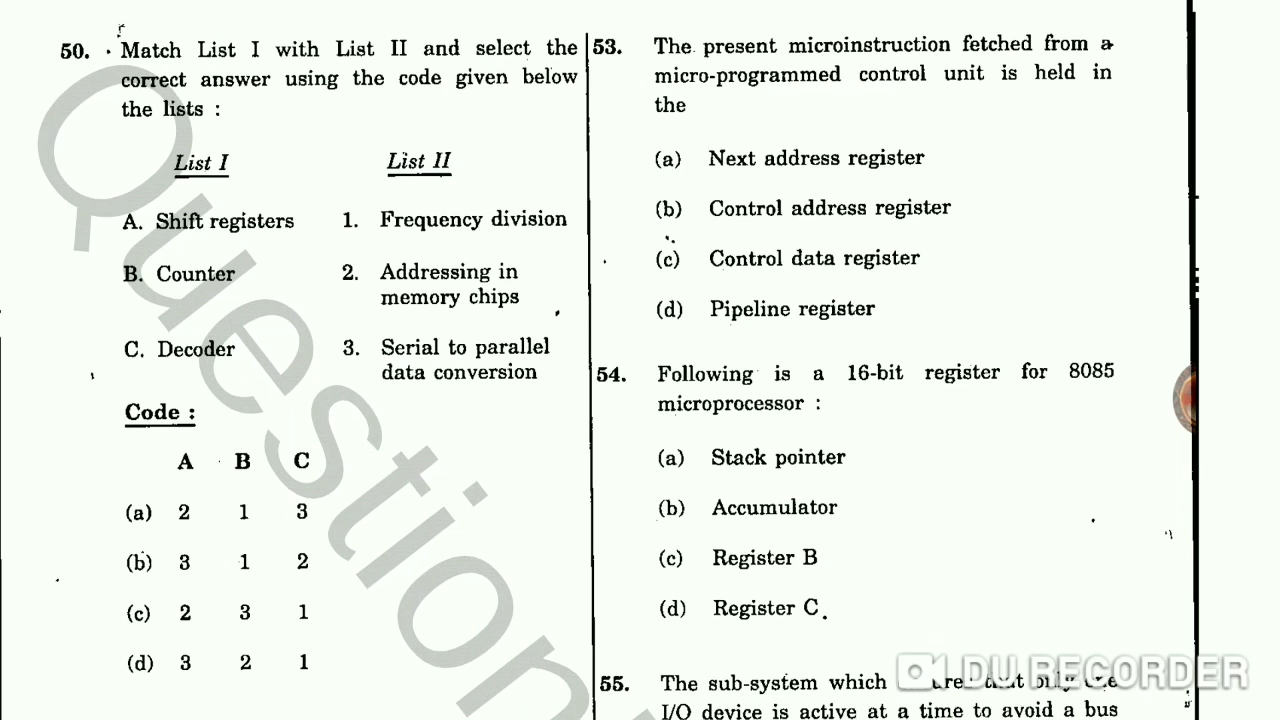 50. Match List I with List II and select the
correct answer using the code given below
the lists :
List I List II
A. Shift registers 1. Frequency division
B. Counter 2. Addressing in
memory chips
C. Decoder 3. Serial to parallel
data conversion
Code :
A B C
(a) 2 1 3
(b) 3 1 2
(c) 2 3 1
(d) 3 2 1
53. The present microinstruction fetched from a
micro-programmed control unit is held in
the
(a) Next address register
(b) Control address register
(c) Control data register
(d) Pipeline register
54. Following is a 16-bit register for 8085
microprocessor :
(a) Stack pointer
(b) Accumulator
(c) Register B
(d) Register C
55. The sub-system which that only
I/O device is active at a time to avoid a bus
Question
DU RECORDER